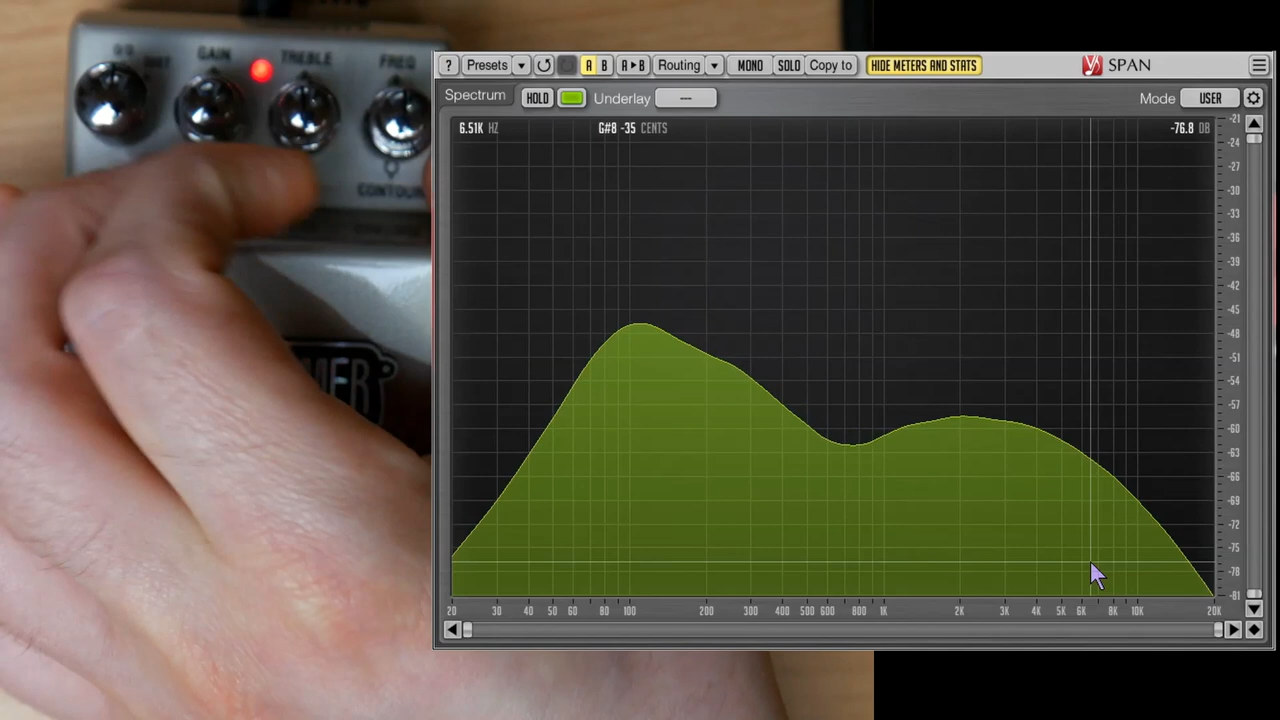 GAIN
TREBLE
FREQ
CONTOUR
? Presets A B A▸B Routing MONO SOLO Copy to HIDE METERS AND STATS SPAN
Spectrum HOLD Underlay --- Mode USER
6.51K HZ G#8 -35 CENTS -76.8 DB
-21
-24
-27
-30
-33
-36
-39
-42
-45
-48
-51
-54
-57
-60
-63
-66
-69
-72
-75
-78
-81
20 30 40 50 60 80 100 200 300 400 500 600 800 1K 2K 3K 4K 5K 6K 8K 10K 20K